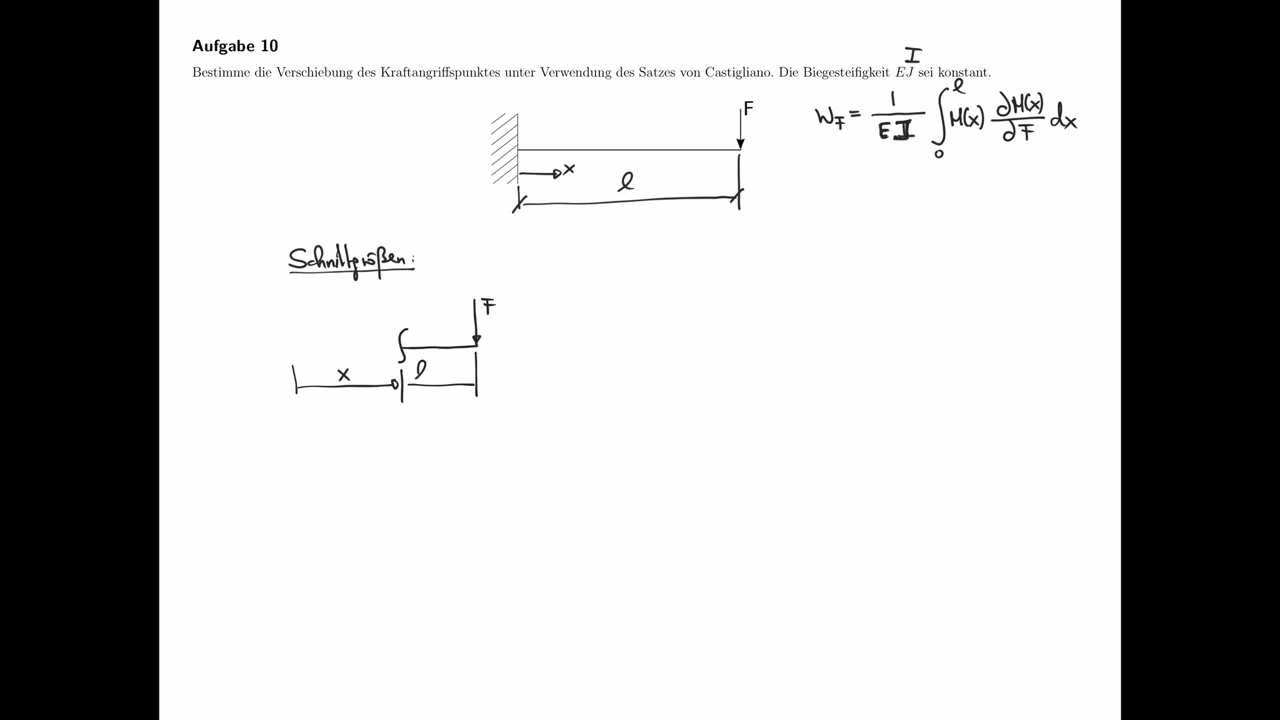 Aufgabe 10
I
Bestimme die Verschiebung des Kraftangriffspunktes unter Verwendung des Satzes von Castigliano. Die Biegesteifigkeit EJ sei konstant.
F
w_F = 1/(EI) ∫_0^ℓ M(x) ∂M(x)/∂F dx
x
ℓ
Schnittgrößen:
F
x
ℓ